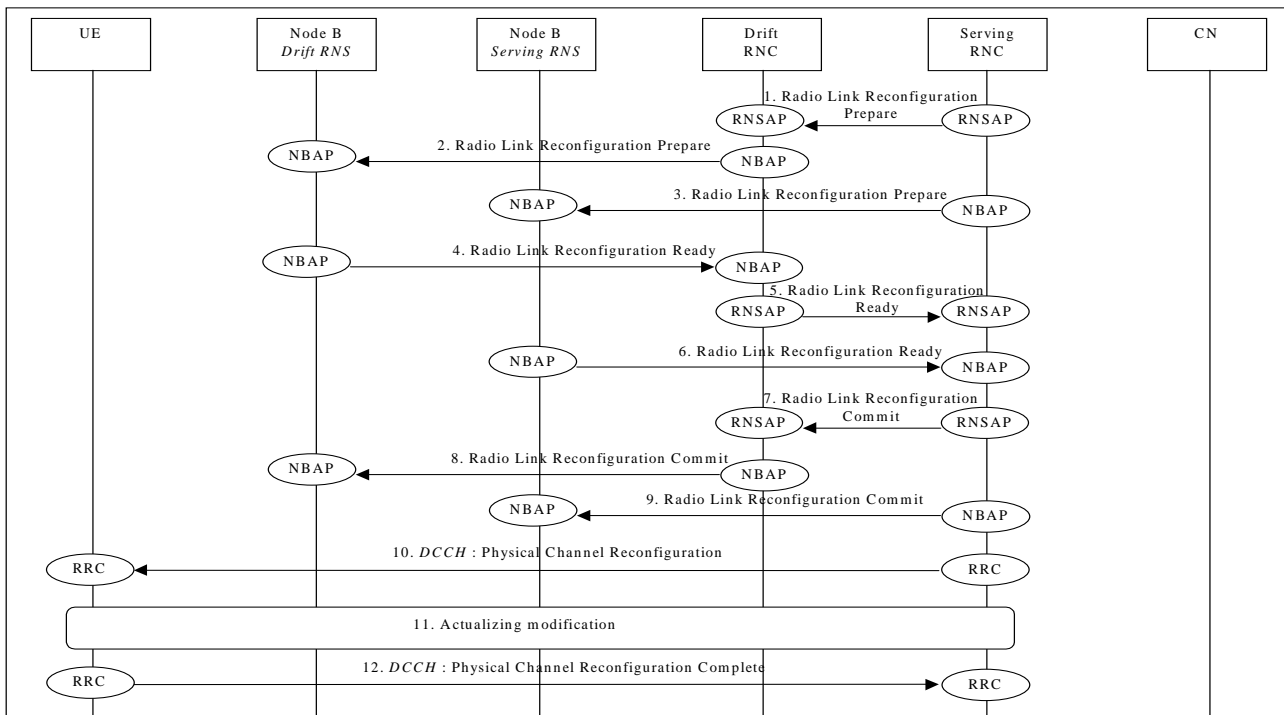 UE
Node B
Drift RNS
Node B
Serving RNS
Drift
RNC
Serving
RNC
CN
1. Radio Link Reconfiguration
Prepare
RNSAP
RNSAP
2. Radio Link Reconfiguration Prepare
NBAP
NBAP
3. Radio Link Reconfiguration Prepare
NBAP
NBAP
4. Radio Link Reconfiguration Ready
NBAP
NBAP
5. Radio Link Reconfiguration
Ready
RNSAP
RNSAP
6. Radio Link Reconfiguration Ready
NBAP
NBAP
7. Radio Link Reconfiguration
Commit
RNSAP
RNSAP
8. Radio Link Reconfiguration Commit
NBAP
NBAP
9. Radio Link Reconfiguration Commit
NBAP
NBAP
10. DCCH : Physical Channel Reconfiguration
RRC
RRC
11. Actualizing modification
12. DCCH : Physical Channel Reconfiguration Complete
RRC
RRC